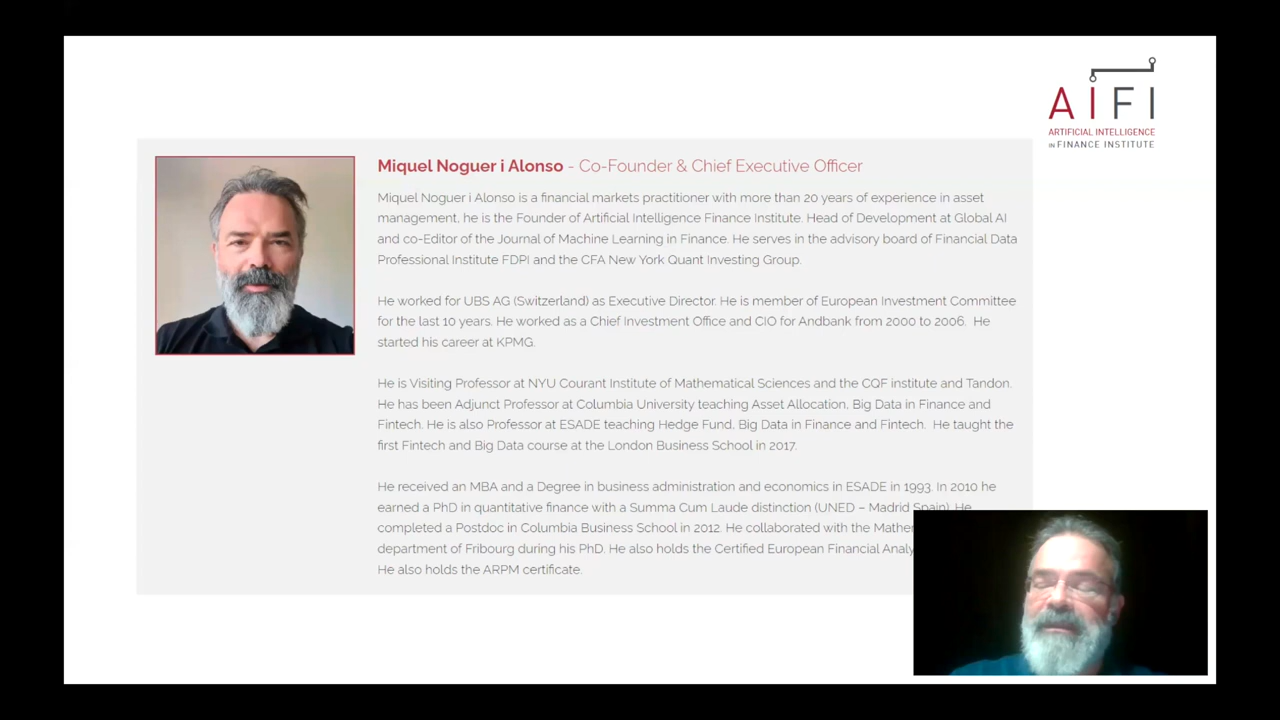 AIFI
ARTIFICIAL INTELLIGENCE
IN FINANCE INSTITUTE
Miquel Noguer i Alonso - Co-Founder & Chief Executive Officer
Miquel Noguer i Alonso is a financial markets practitioner with more than 20 years of experience in asset
management, he is the Founder of Artificial Intelligence Finance Institute. Head of Development at Global AI
and co-Editor of the Journal of Machine Learning in Finance. He serves in the advisory board of Financial Data
Professional Institute FDPI and the CFA New York Quant Investing Group.
He worked for UBS AG (Switzerland) as Executive Director. He is member of European Investment Committee
for the last 10 years. He worked as a Chief Investment Office and CIO for Andbank from 2000 to 2006. He
started his career at KPMG.
He is Visiting Professor at NYU Courant Institute of Mathematical Sciences and the CQF institute and Tandon.
He has been Adjunct Professor at Columbia University teaching Asset Allocation, Big Data in Finance and
Fintech. He is also Professor at ESADE teaching Hedge Fund, Big Data in Finance and Fintech. He taught the
first Fintech and Big Data course at the London Business School in 2017.
He received an MBA and a Degree in business administration and economics in ESADE in 1993. In 2010 he
earned a PhD in quantitative finance with a Summa Cum Laude distinction (UNED – Madrid Spain). He
completed a Postdoc in Columbia Business School in 2012. He collaborated with the Mathe
department of Fribourg during his PhD. He also holds the Certified European Financial Analy
He also holds the ARPM certificate.